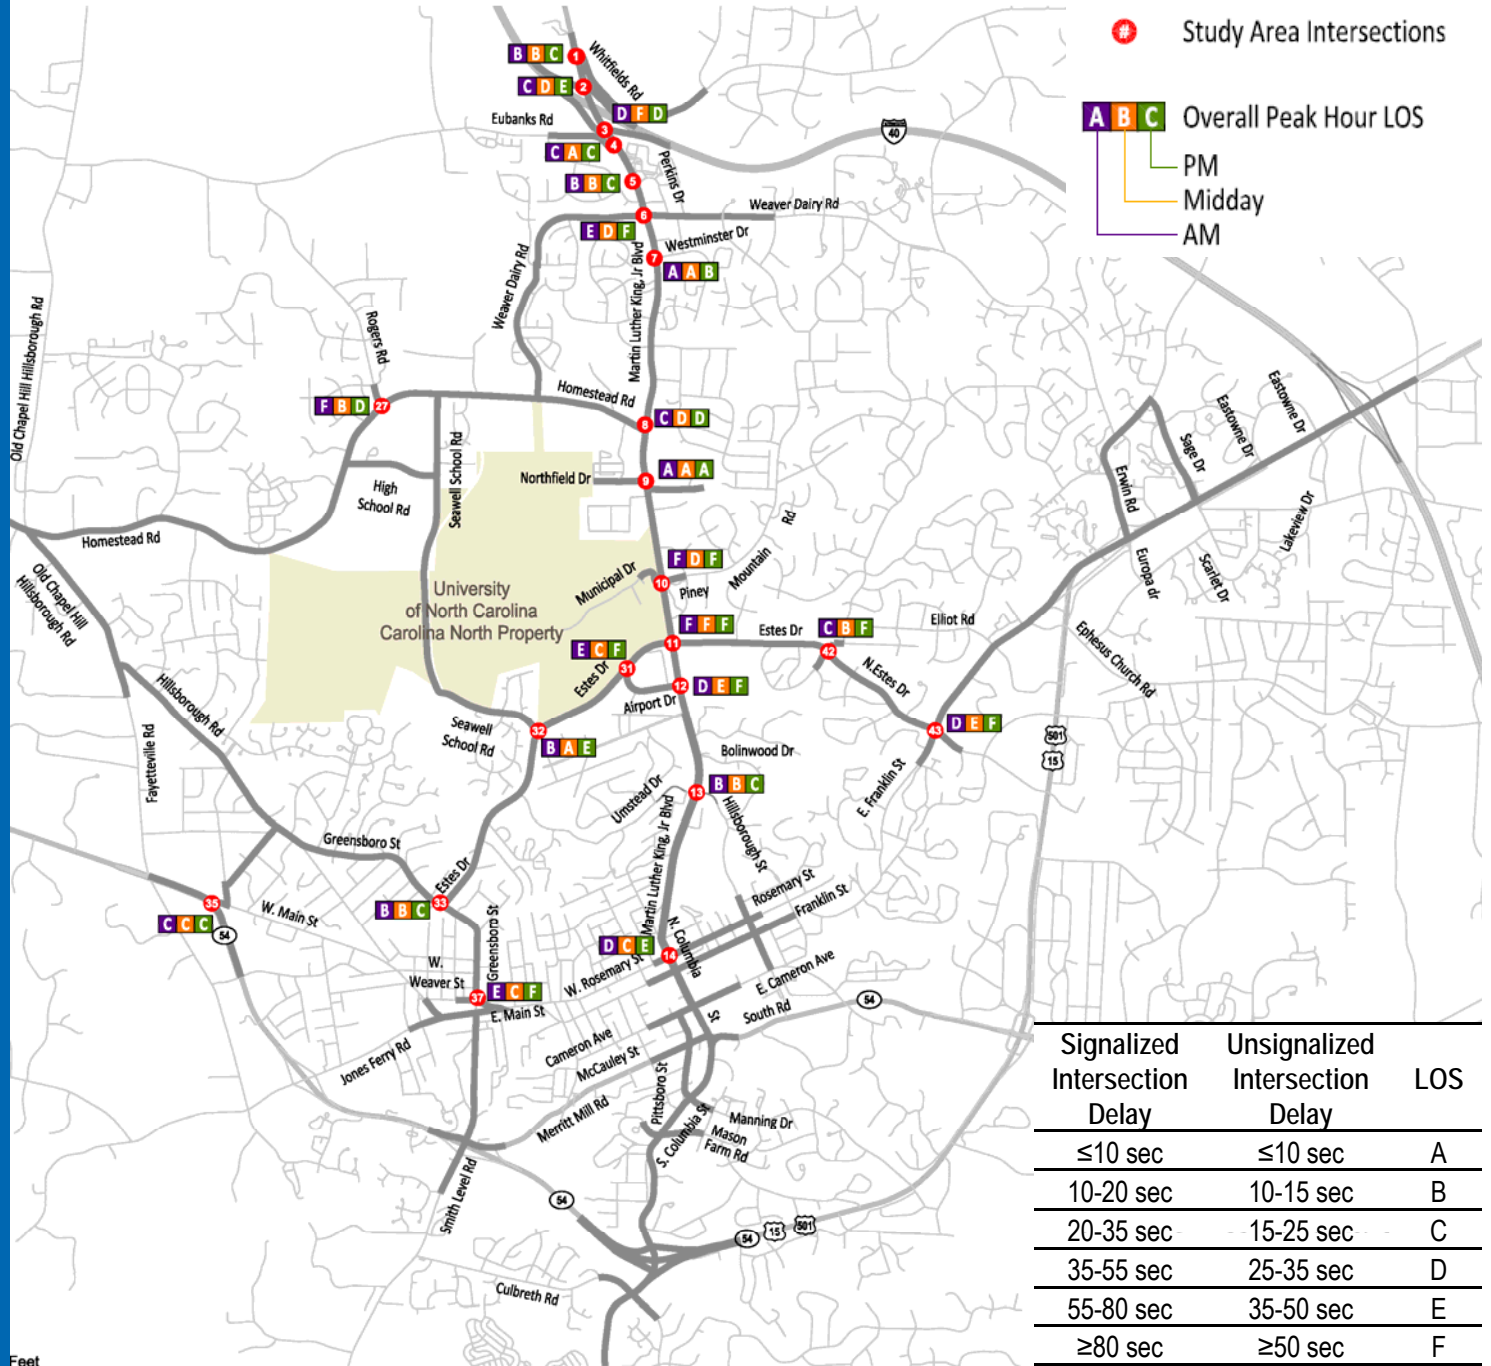 # Study Area Intersections
A B C Overall Peak Hour LOS
PM
Midday
AM
B B C 1
Whitfields Rd
C D E 2
D F D
Eubanks Rd
3
4
C A C
40
Perkins Dr
B B C 5
Weaver Dairy Rd
6
E D F
Westminster Dr
7
A A B
Weaver Dairy Rd
Martin Luther King, Jr Blvd
Old Chapel Hill Hillsborough Rd
Rogers Rd
Homestead Rd
F B D 27
8 C D D
Eastowne Dr
Eastowne Dr
Sage Dr
Erwin Rd
Seawell School Rd
Northfield Dr
9
A A A
High
School Rd
Homestead Rd
Lakeview Dr
Scarlet Dr
Europa dr
Old Chapel Hill
Hillsborough Rd
University
of North Carolina
Carolina North Property
Municipal Dr
F D F
10
Piney
Mountain
Rd
F F F
11
Estes Dr
C B F
42
Elliot Rd
N.Estes Dr
Ephesus Church Rd
E C F
31
Estes Dr
Airport Dr
12 D E F
Hillsborough Rd
Seawell
School Rd
32
B A E
43 D E F
501
15
Fayetteville Rd
Bolinwood Dr
E. Franklin St
Umstead Dr
13
B B C
Hillsborough St
Martin Luther King, Jr Blvd
Greensboro St
Estes Dr
Rosemary St
Franklin St
35
C C C
54
W. Main St
B B C 33
Greensboro St
D C E
14
N. Columbia
St
W. Rosemary St
W.
Weaver St
37
E C F
E. Main St
E. Cameron Ave
South Rd
54
Jones Ferry Rd
Cameron Ave
McCauley St
Merritt Mill Rd
Pittsboro St
S. Columbia St
Manning Dr
Mason
Farm Rd
Smith Level Rd
54
54
15
501
Culbreth Rd
Feet
Signalized Intersection Delay Unsignalized Intersection Delay LOS
≤10 sec ≤10 sec A
10-20 sec 10-15 sec B
20-35 sec 15-25 sec C
35-55 sec 25-35 sec D
55-80 sec 35-50 sec E
≥80 sec ≥50 sec F